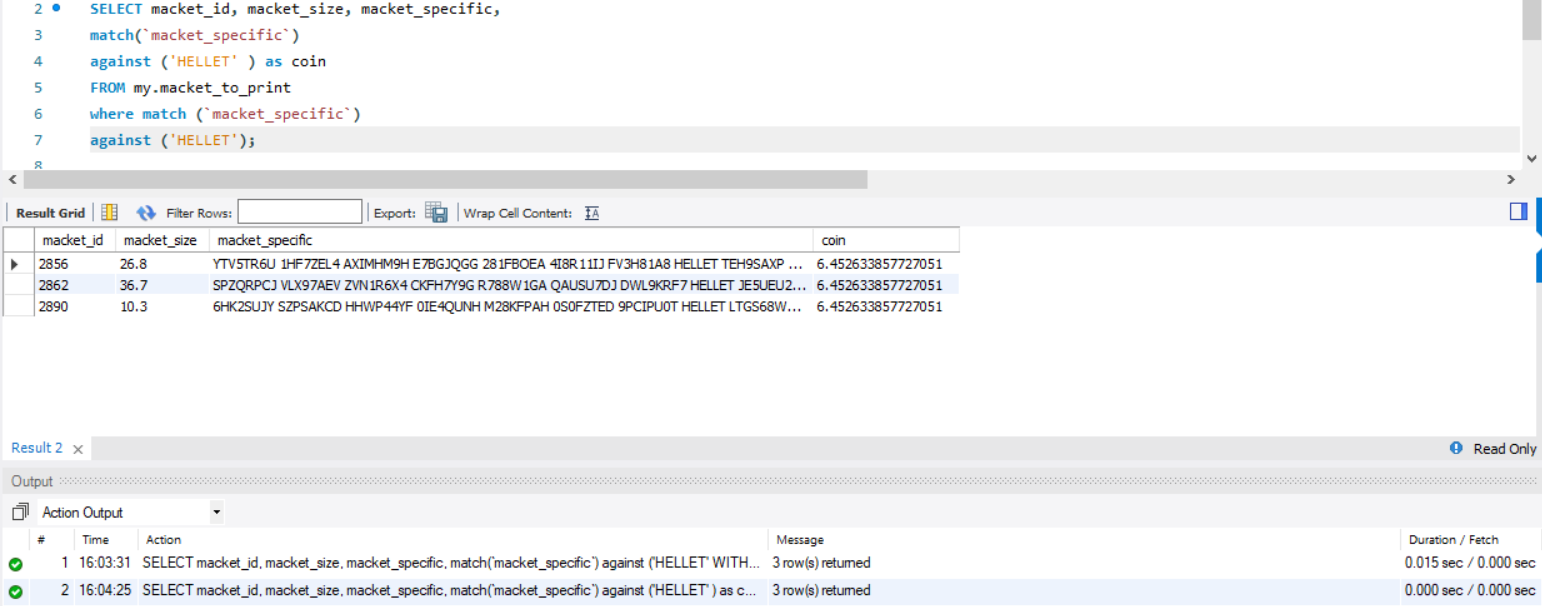 2 SELECT macket_id, macket_size, macket_specific,
3 match(`macket_specific`)
4 against ('HELLET' ) as coin
5 FROM my.macket_to_print
6 where match (`macket_specific`)
7 against ('HELLET');
8
Result Grid Filter Rows: Export: Wrap Cell Content: IA
macket_id macket_size macket_specific coin
2856 26.8 YTV5TR6U 1HF7ZEL4 AXIMHM9H E7BGJQGG 281FBOEA 4I8R11IJ FV3H81A8 HELLET TEH9SAXP ... 6.452633857727051
2862 36.7 SPZQRPCJ VLX97AEV ZVN1R6X4 CKFH7Y9G R788W1GA QAUSU7DJ DWL9KRF7 HELLET JE5UEU2... 6.452633857727051
2890 10.3 6HK2SUJY SZPSAKCD HHWP44YF 0IE4QUNH M28KFPAH 0S0FZTED 9PCIPU0T HELLET LTGS68W... 6.452633857727051
Result 2 Read Only
Output
Action Output
# Time Action Message Duration / Fetch
1 16:03:31 SELECT macket_id, macket_size, macket_specific, match(`macket_specific`) against ('HELLET' WITH... 3 row(s) returned 0.015 sec / 0.000 sec
2 16:04:25 SELECT macket_id, macket_size, macket_specific, match(`macket_specific`) against ('HELLET' ) as c... 3 row(s) returned 0.000 sec / 0.000 sec